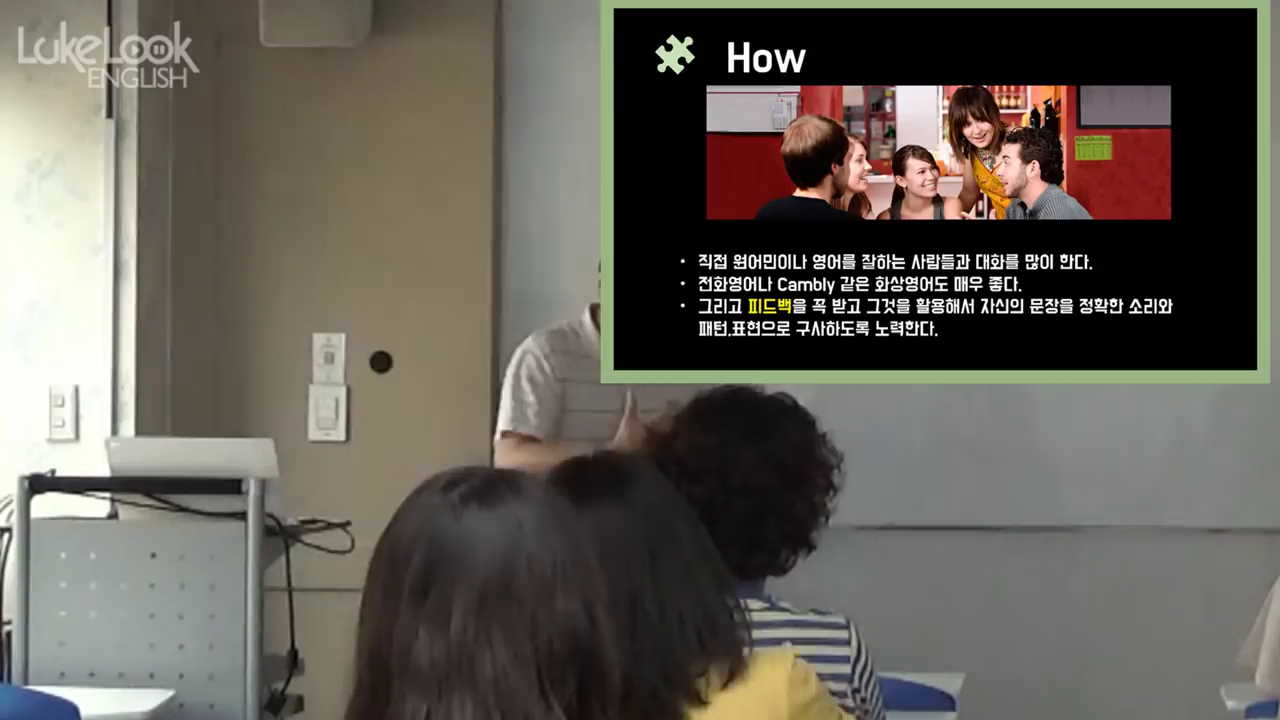 LukeLook
ENGLISH
How
• 직접 원어민이나 영어를 잘하는 사람들과 대화를 많이 한다.
• 전화영어나 Cambly 같은 화상영어도 매우 좋다.
• 그리고 피드백을 꼭 받고 그것을 활용해서 자신의 문장을 정확한 소리와
패턴,표현으로 구사하도록 노력한다.